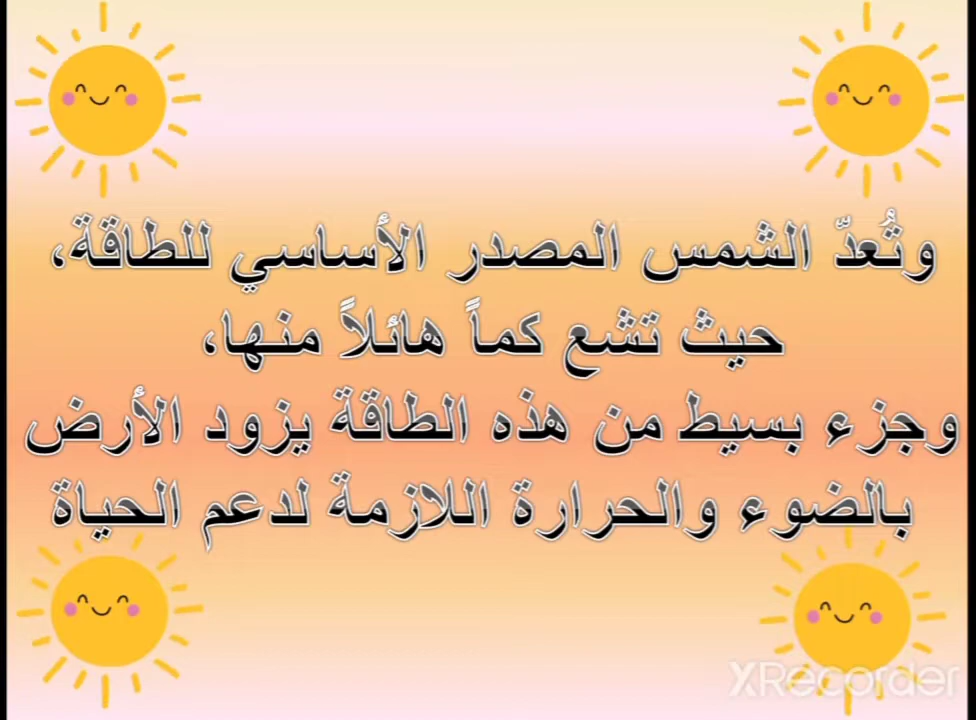 وتُعدّ الشمس المصدر الأساسي للطاقة،
حيث تشع كماً هائلاً منها،
وجزء بسيط من هذه الطاقة يزود الأرض
بالضوء والحرارة اللازمة لدعم الحياة
XRecorder